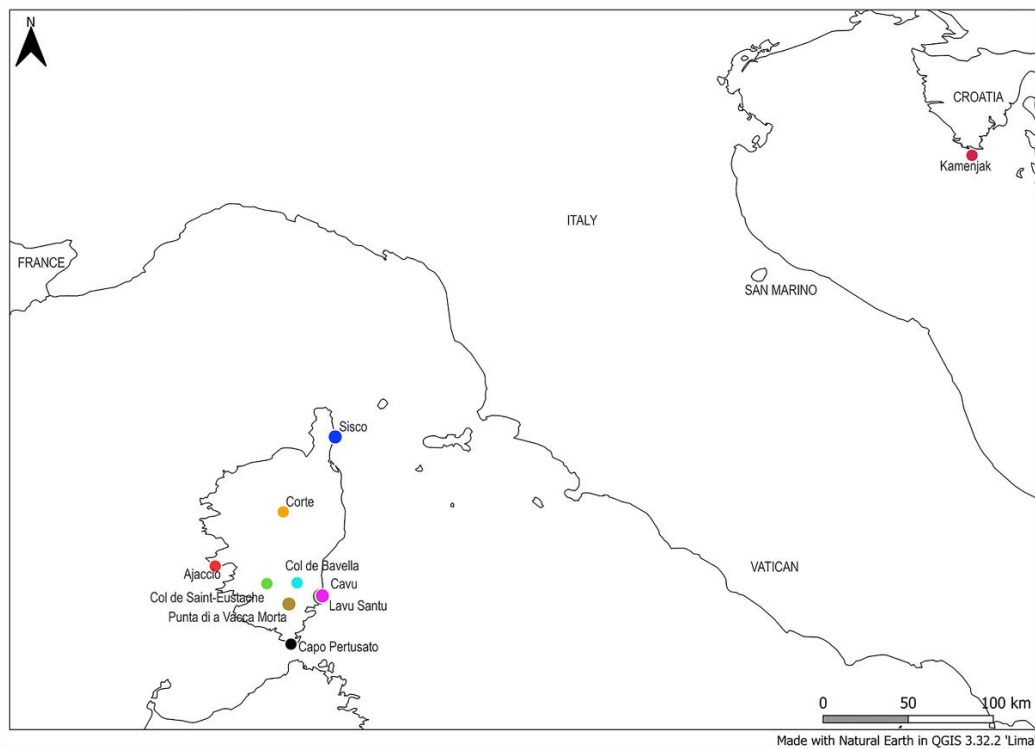 N
CROATIA
Kamenjak
ITALY
FRANCE
SAN MARINO
Sisco
Corte
Ajaccio
Col de Bavella
Cavu
Col de Saint-Eustache
Lavu Santu
Punta di a Vacca Morta
Capo Pertusato
VATICAN
0 50 100 km
Made with Natural Earth in QGIS 3.32.2 'Lima